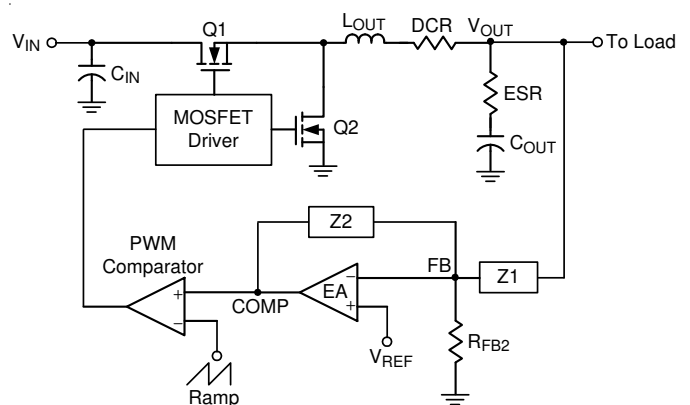 Q1
L_OUT
DCR
V_OUT
V_IN
To Load
C_IN
ESR
MOSFET
Driver
Q2
C_OUT
Z2
PWM
Comparator
FB
Z1
+
−
COMP
−
EA
+
V_REF
R_FB2
Ramp